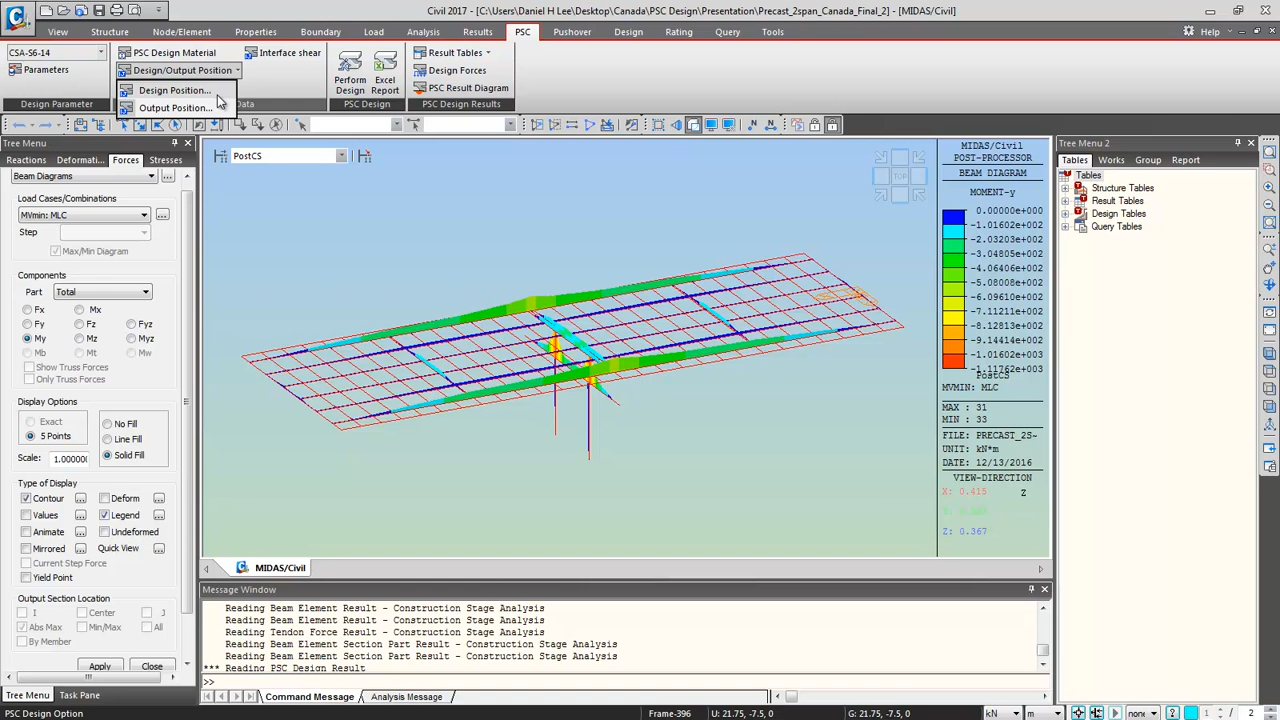 Civil 2017 - [C:\Users\Daniel H Lee\Desktop\Canada\PSC Design\Presentation\Precast_2span_Canada_Final_2] - [MIDAS/Civil]
View Structure Node/Element Properties Boundary Load Analysis Results PSC Pushover Design Rating Query Tools Help
CSA-S6-14
Parameters
Design Parameter
PSC Design Material
Interface shear
Design/Output Position
Design Position...
Output Position...
Data
Perform Design
Excel Report
PSC Design
Result Tables
Design Forces
PSC Result Diagram
PSC Design Results
Tree Menu
Reactions Deformati... Forces Stresses
Beam Diagrams
Load Cases/Combinations
MVmin: MLC
Step
Max/Min Diagram
Components
Part Total
Fx Mx
Fy Fz Fyz
My Mz Myz
Mb Mt Mw
Show Truss Forces
Only Truss Forces
Display Options
Exact
5 Points
No Fill
Line Fill
Solid Fill
Scale: 1.00000
Type of Display
Contour Deform
Values Legend
Animate Undeformed
Mirrored Quick View
Current Step Force
Yield Point
Output Section Location
I Center J
Abs Max Min/Max All
By Member
Apply Close
Tree Menu Task Pane
PostCS
TOP
MIDAS/Civil
POST-PROCESSOR
BEAM DIAGRAM
MOMENT-y
0.00000e+000
-1.01602e+002
-2.03203e+002
-3.04805e+002
-4.06406e+002
-5.08008e+002
-6.09610e+002
-7.11211e+002
-8.12813e+002
-9.14414e+002
-1.01602e+003
-1.11762e+003
PostCS
MVMIN: MLC
MAX : 31
MIN : 33
FILE: PRECAST_2S~
UNIT: kN*m
DATE: 12/13/2016
VIEW-DIRECTION
X: 0.415
Z
Z: 0.367
MIDAS/Civil
Message Window
Reading Beam Element Result - Construction Stage Analysis
Reading Beam Element Result - Construction Stage Analysis
Reading Tendon Force Result - Construction Stage Analysis
Reading Beam Element Section Part Result - Construction Stage Analysis
Reading Beam Element Section Part Result - Construction Stage Analysis
*** Reading PSC Design Result
>>
Command Message Analysis Message
Tree Menu 2
Tables Works Group Report
Tables
Structure Tables
Result Tables
Design Tables
Query Tables
PSC Design Option
Frame-396
U: 21.75, -7.5, 0
G: 21.75, -7.5, 0
kN
m
none
1 / 2